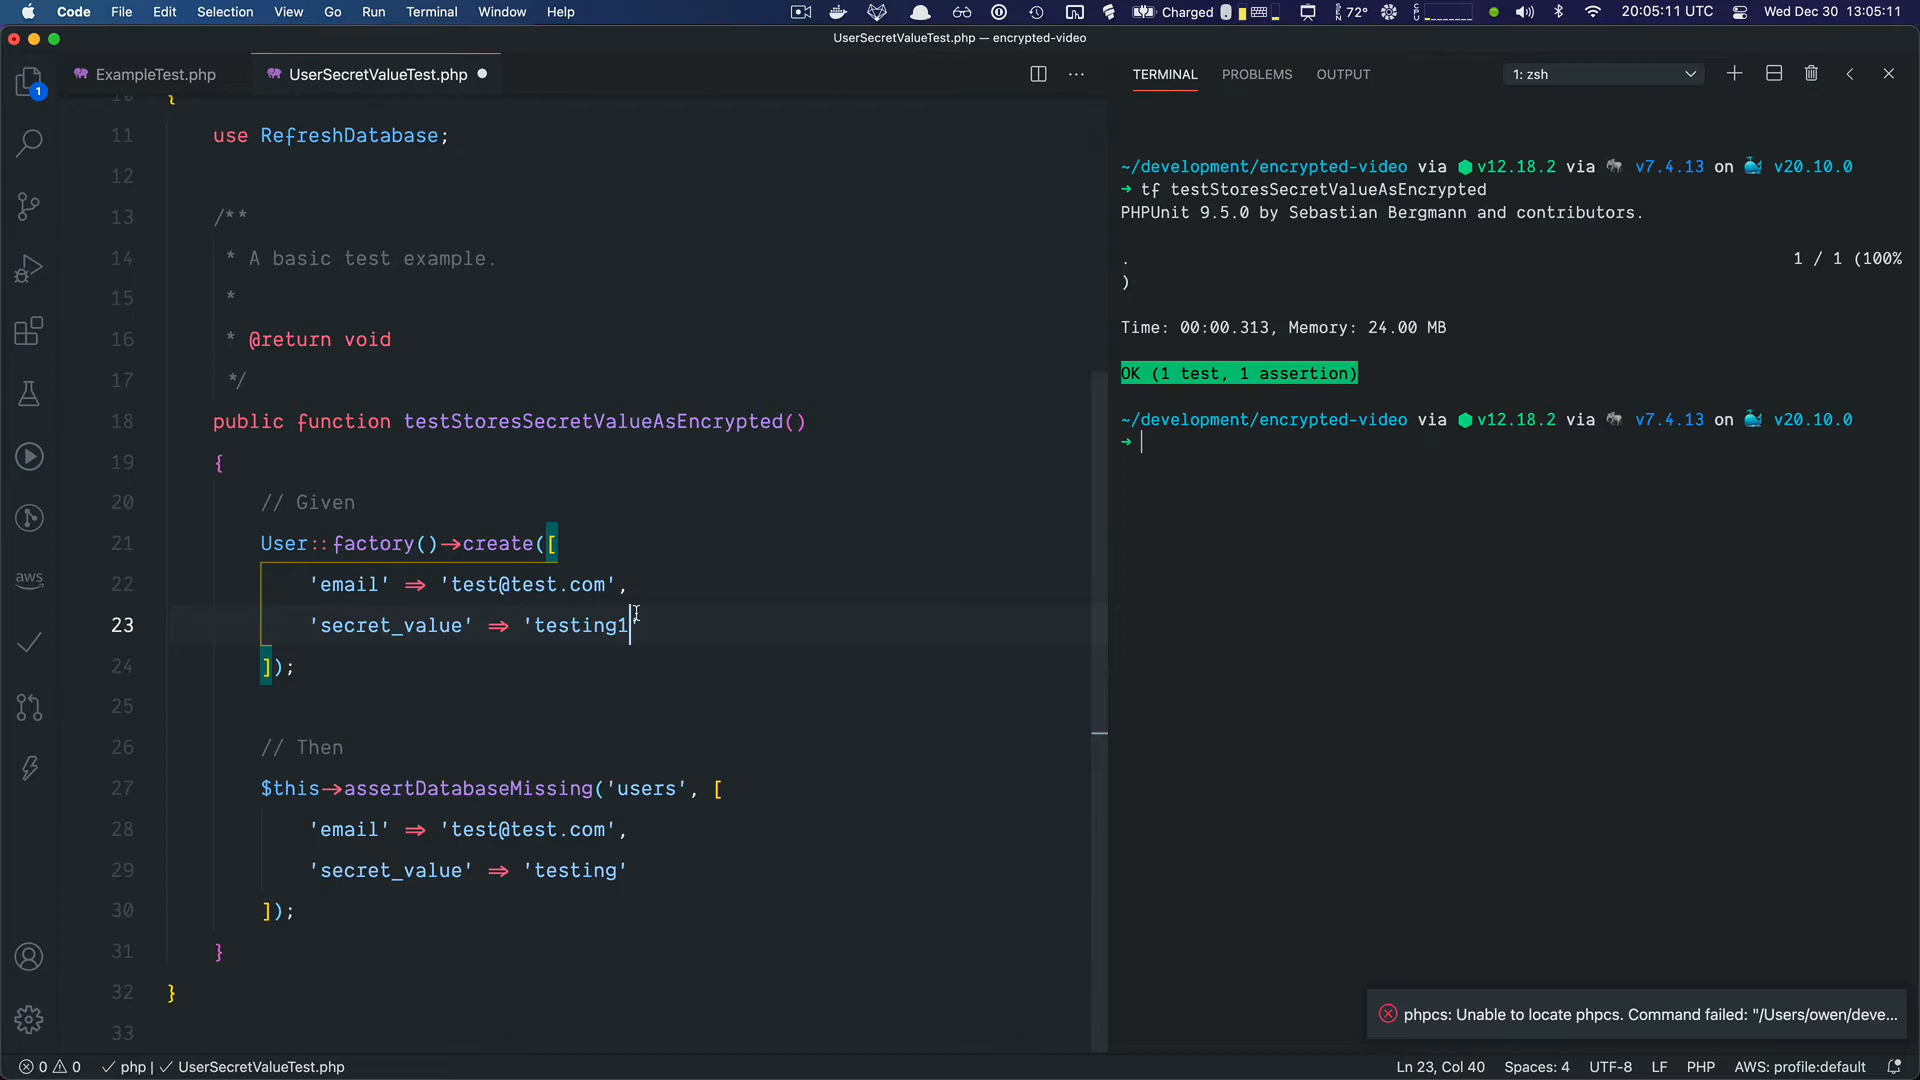 Code File Edit Selection View Go Run Terminal Window Help Charged 72° 20:05:11 UTC Wed Dec 30 13:05:11
UserSecretValueTest.php — encrypted-video
ExampleTest.php UserSecretValueTest.php
1
10 {
11 use RefreshDatabase;
12
13 /**
14 * A basic test example.
15 *
16 * @return void
17 */
18 public function testStoresSecretValueAsEncrypted()
19 {
20 // Given
21 User::factory()->create([
22 'email' => 'test@test.com',
23 'secret_value' => 'testing1'
24 ]);
25
26 // Then
27 $this->assertDatabaseMissing('users', [
28 'email' => 'test@test.com',
29 'secret_value' => 'testing'
30 ]);
31 }
32 }
33
aws
TERMINAL PROBLEMS OUTPUT 1: zsh
~/development/encrypted-video via v12.18.2 via v7.4.13 on v20.10.0
➜ tf testStoresSecretValueAsEncrypted
PHPUnit 9.5.0 by Sebastian Bergmann and contributors.
. 1 / 1 (100%
)
Time: 00:00.313, Memory: 24.00 MB
OK (1 test, 1 assertion)
~/development/encrypted-video via v12.18.2 via v7.4.13 on v20.10.0
➜
phpcs: Unable to locate phpcs. Command failed: "/Users/owen/deve...
0 0 php | UserSecretValueTest.php Ln 23, Col 40 Spaces: 4 UTF-8 LF PHP AWS: profile:default